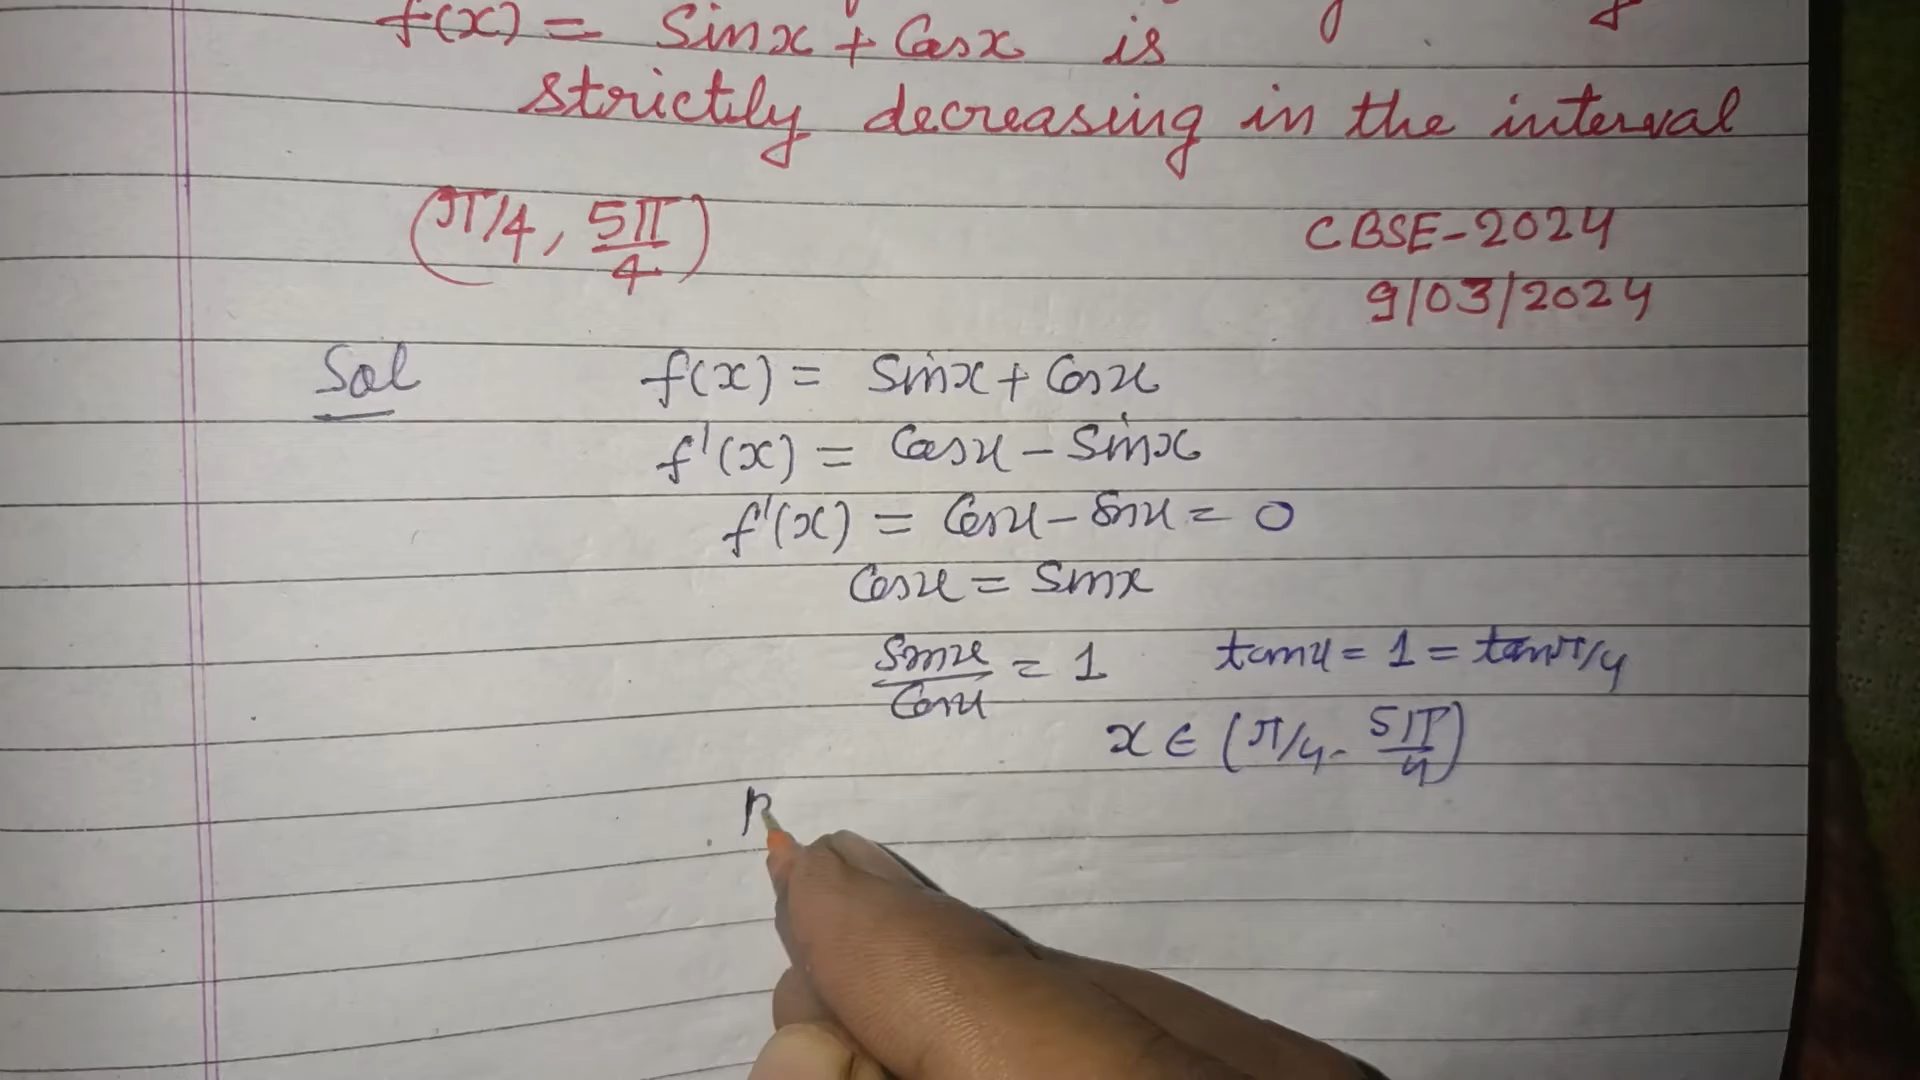 f(x) = Sinx + Cosx is
strictly decreasing in the interval
(π/4, 5π/4)
CBSE-2024
9/03/2024
Sol f(x) = Sinx + Cosx
f'(x) = Cosx - Sinx
f'(x) = Cosx - Sinx = 0
Cosx = Sinx
Sinx/Cosx = 1 tanx = 1 = tanπ/4
x ∈ (π/4, 5π/4)